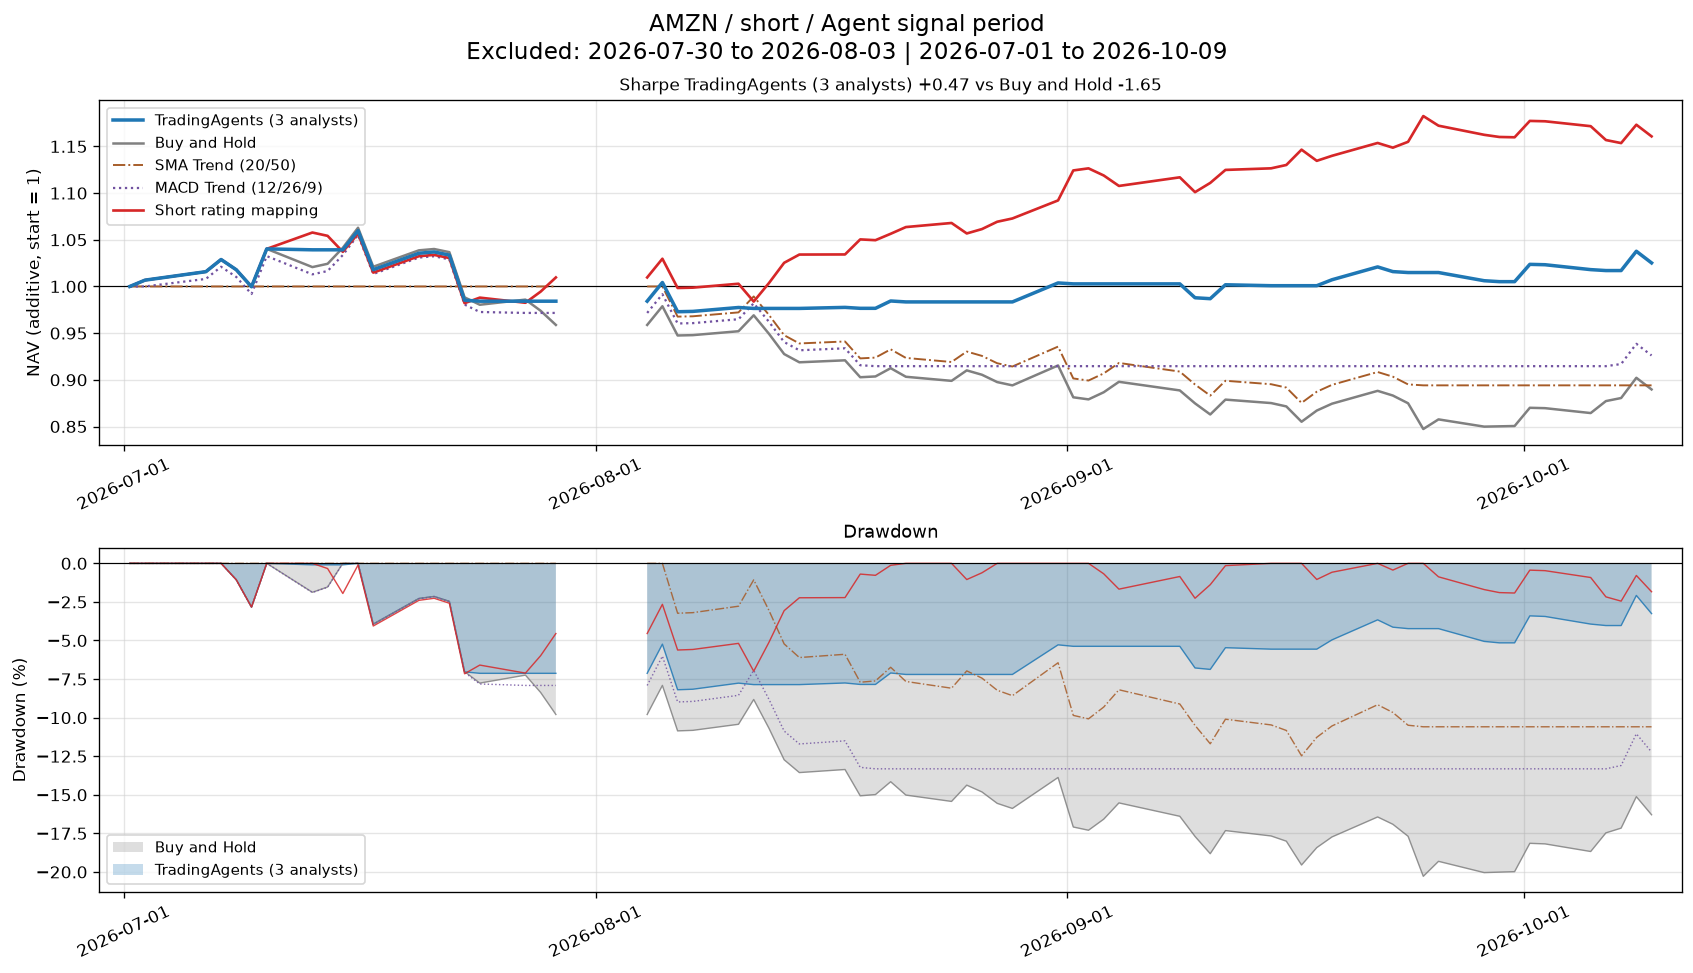 AMZN / short / Agent signal period
Excluded: 2026-07-30 to 2026-08-03 | 2026-07-01 to 2026-10-09
Sharpe TradingAgents (3 analysts) +0.47 vs Buy and Hold -1.65
NAV (additive, start = 1)
1.15
1.10
1.05
1.00
0.95
0.90
0.85
TradingAgents (3 analysts)
Buy and Hold
SMA Trend (20/50)
MACD Trend (12/26/9)
Short rating mapping
2026-07-01
2026-08-01
2026-09-01
2026-10-01
Drawdown
Drawdown (%)
0.0
−2.5
−5.0
−7.5
−10.0
−12.5
−15.0
−17.5
−20.0
Buy and Hold
TradingAgents (3 analysts)
2026-07-01
2026-08-01
2026-09-01
2026-10-01